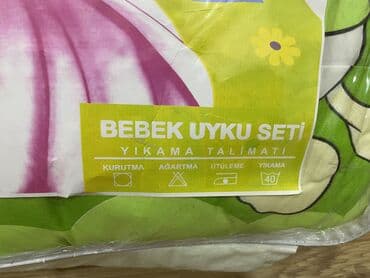 BEBEK UYKU SETİ
YIKAMA TALİMATI
KURUTMA AĞARTMA ÜTÜLEME YIKAMA
40